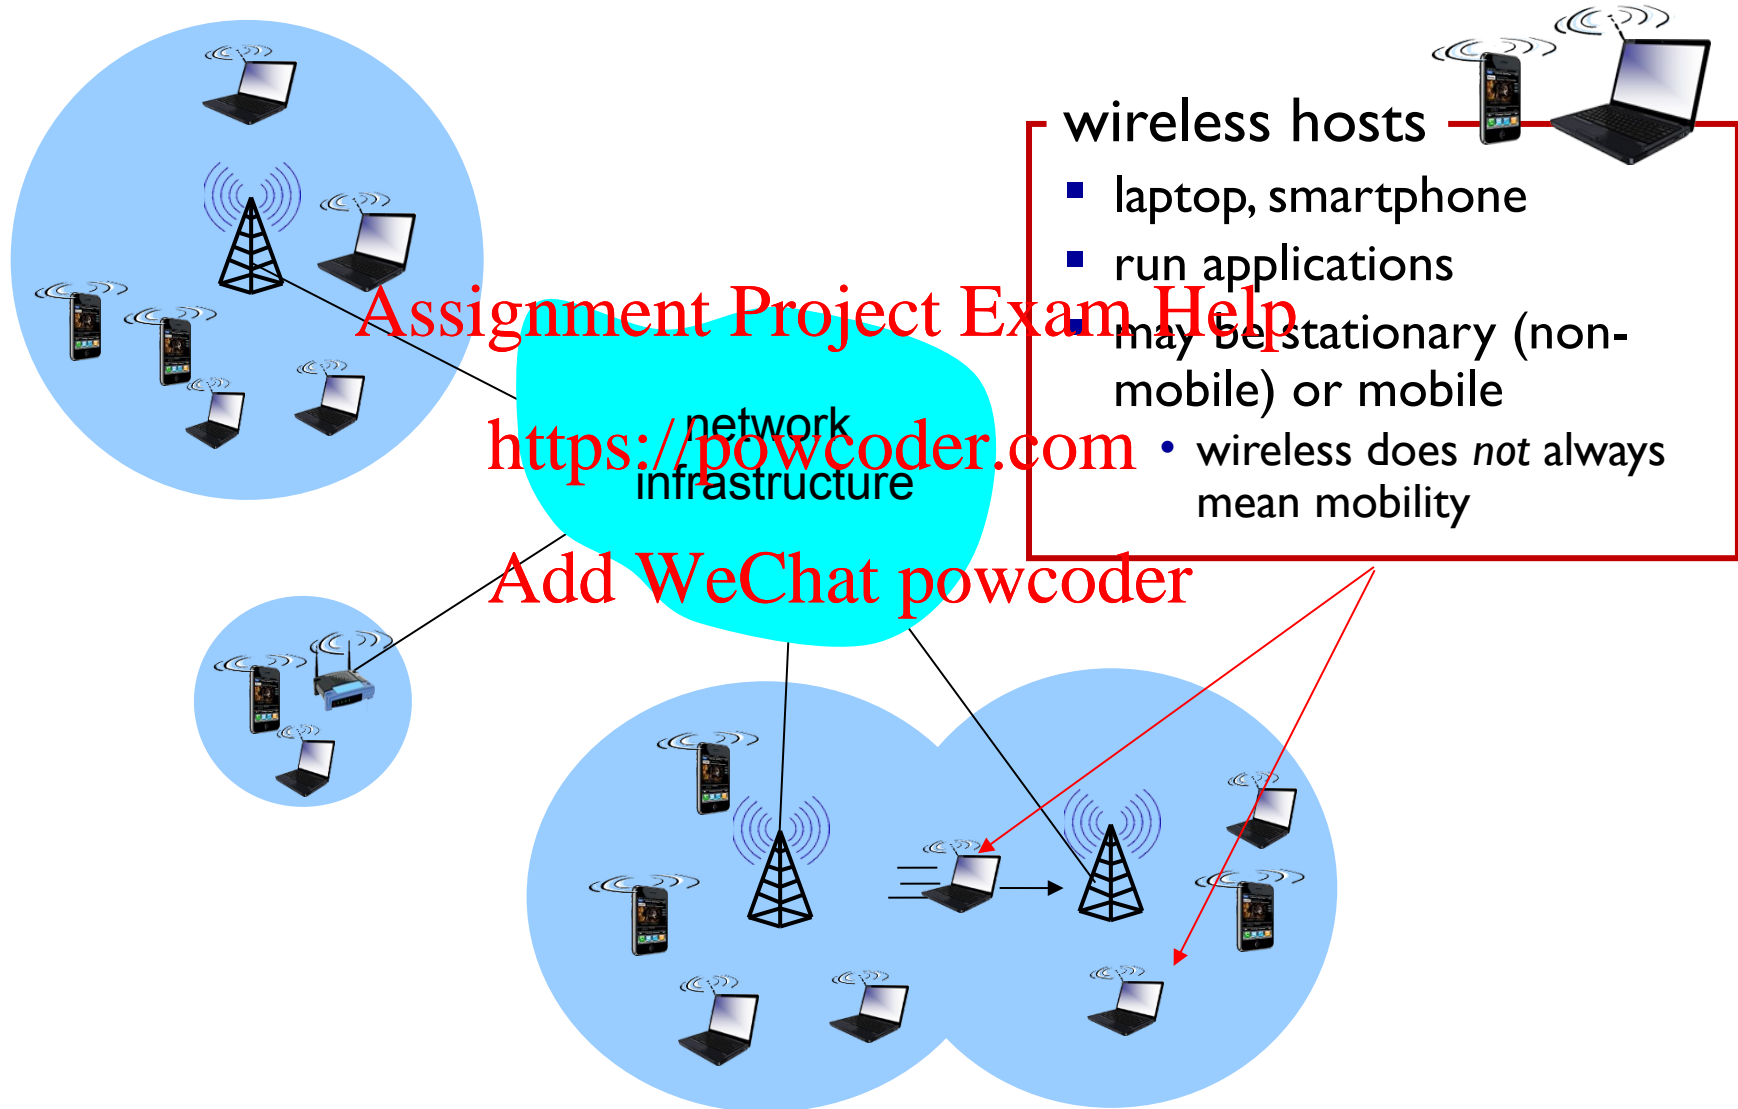 wireless hosts
laptop, smartphone
run applications
may be stationary (non-
mobile) or mobile
wireless does not always
mean mobility
network
infrastructure
Assignment Project Exam Help
https://powcoder.com
Add WeChat powcoder